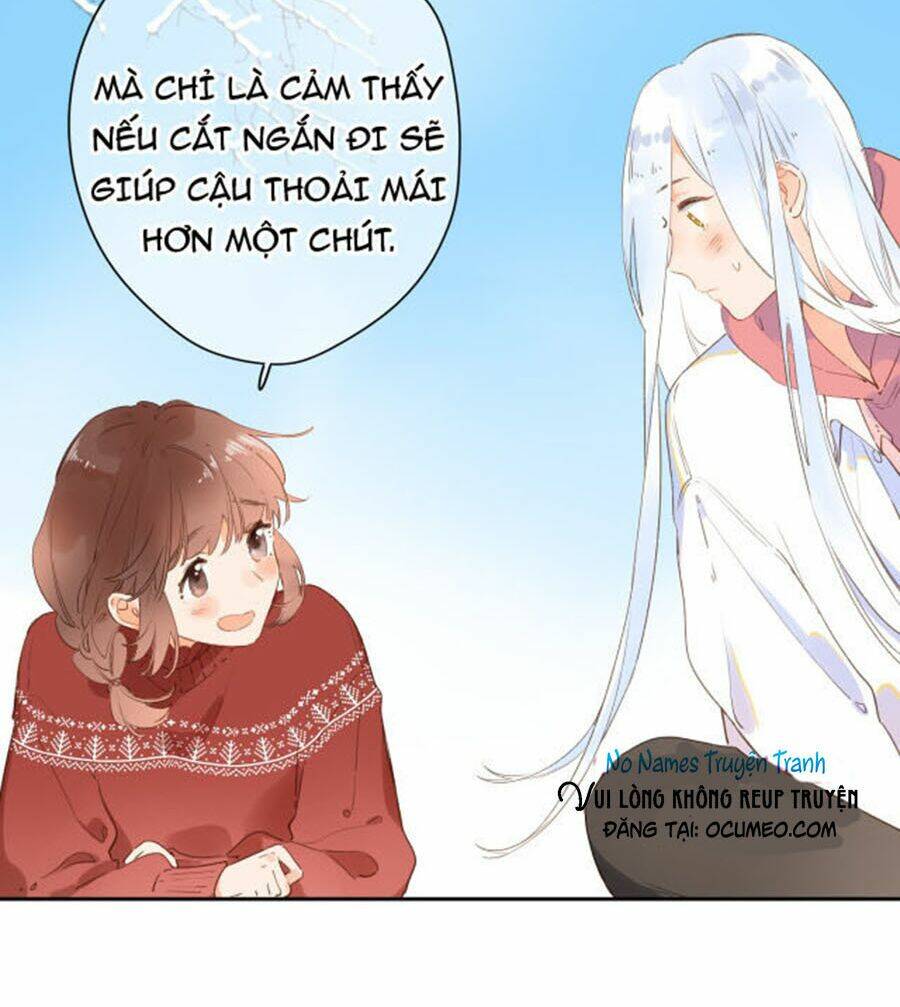 MÀ CHỈ LÀ CẢM THẤY
NẾU CẮT NGẮN ĐI SẼ
GIÚP CẬU THOẢI MÁI
HƠN MỘT CHÚT.
No Names Truyện Tranh
VUI LÒNG KHÔNG REUP TRUYỆN
ĐĂNG TẠI: OCUMEO.COM